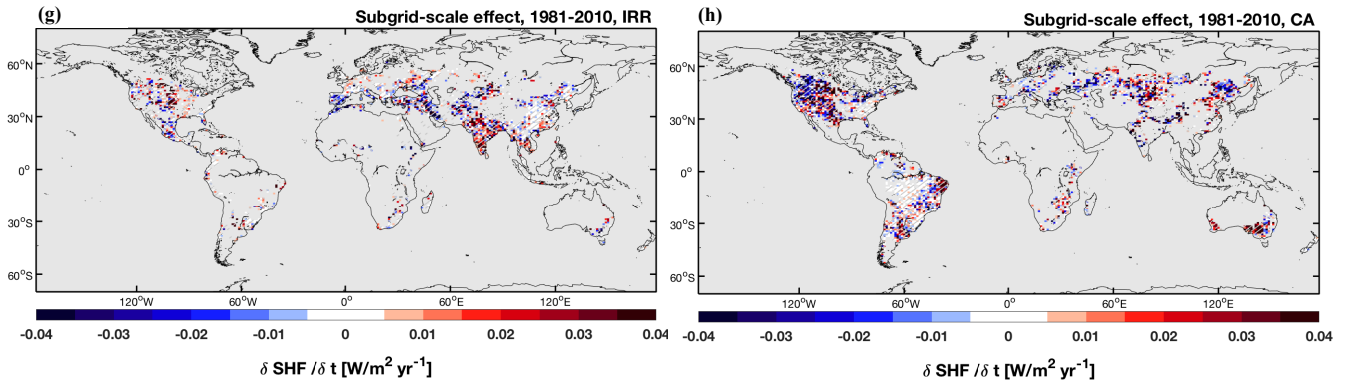 (g) Subgrid-scale effect, 1981-2010, IRR
60°N
30°N
0°
30°S
60°S
120°W 60°W 0° 60°E 120°E
-0.04 -0.03 -0.02 -0.01 0 0.01 0.02 0.03 0.04
δ SHF /δ t [W/m² yr⁻¹]
(h) Subgrid-scale effect, 1981-2010, CA
60°N
30°N
0°
30°S
60°S
120°W 60°W 0° 60°E 120°E
-0.04 -0.03 -0.02 -0.01 0 0.01 0.02 0.03 0.04
δ SHF /δ t [W/m² yr⁻¹]